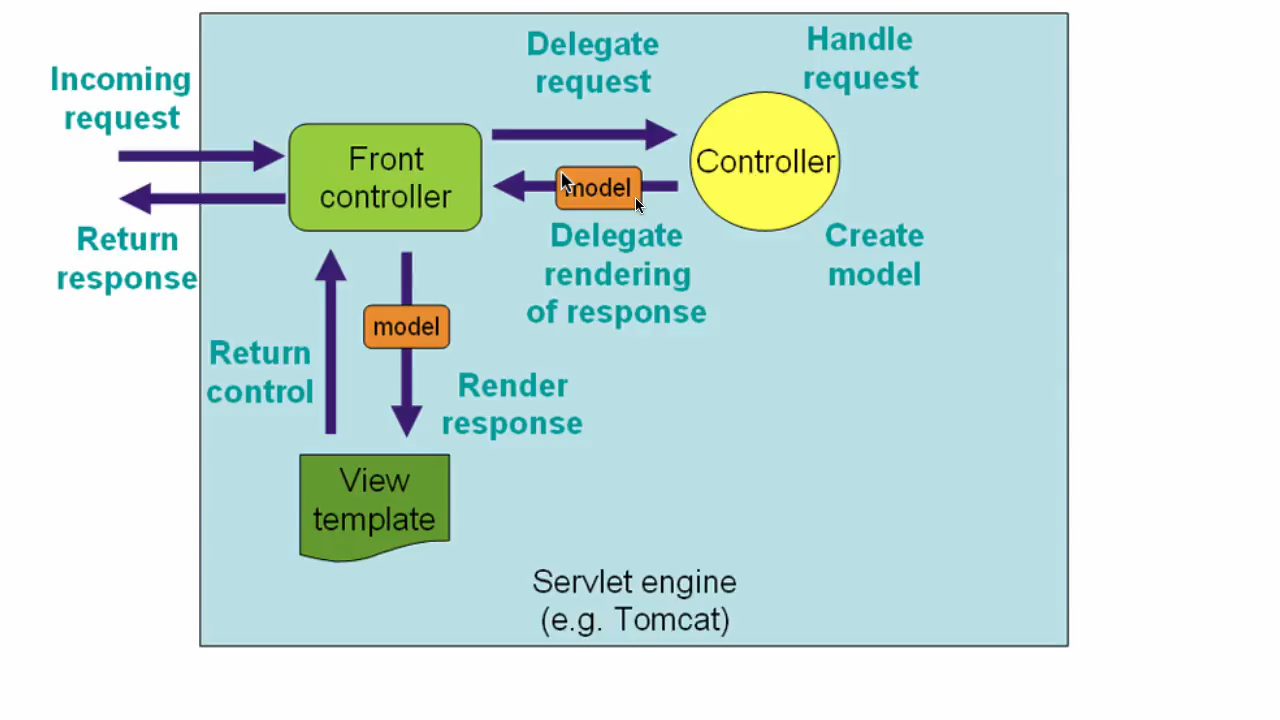 Incoming
request
Return
response
Front
controller
Delegate
request
Handle
request
Controller
model
Delegate
rendering
of response
Create
model
Return
control
model
Render
response
View
template
Servlet engine
(e.g. Tomcat)